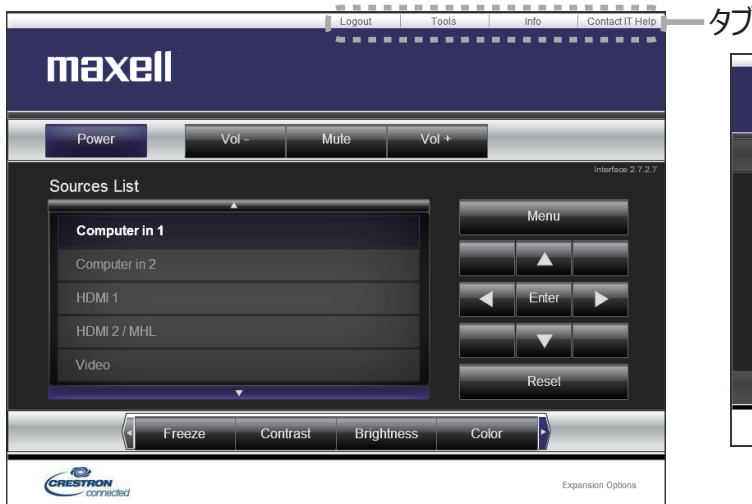 Logout Tools Info Contact IT Help
タブ
maxell
Power Vol - Mute Vol +
Interface 2.7.2.7
Sources List
Computer in 1
Computer in 2
HDMI 1
HDMI 2 / MHL
Video
Menu
Enter
Reset
Freeze Contrast Brightness Color
CRESTRON
connected
Expansion Options